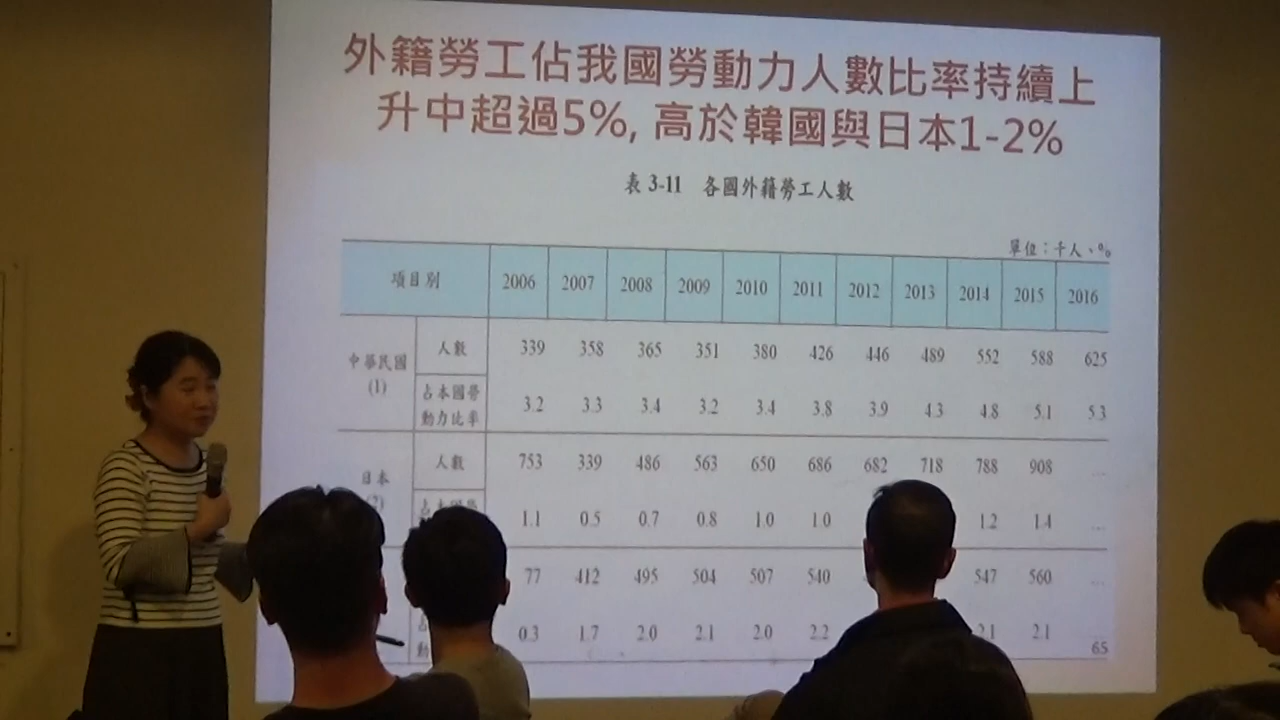 外籍勞工佔我國勞動力人數比率持續上
升中超過5%, 高於韓國與日本1-2%
表 3-11 各國外籍勞工人數
單位：千人、%
項目別 2006 2007 2008 2009 2010 2011 2012 2013 2014 2015 2016
中華民國
(1)
人數 339 358 365 351 380 426 446 489 552 588 625
占本國勞
動力比率
3.2 3.3 3.4 3.2 3.4 3.8 3.9 4.3 4.8 5.1 5.3
日本
人數 753 339 486 563 650 686 682 718 788 908 ...
1.1 0.5 0.7 0.8 1.0 1.0 1.2 1.4 ...
77 412 495 504 507 540 547 560 ...
0.3 1.7 2.0 2.1 2.0 2.2 2.1 2.1
65